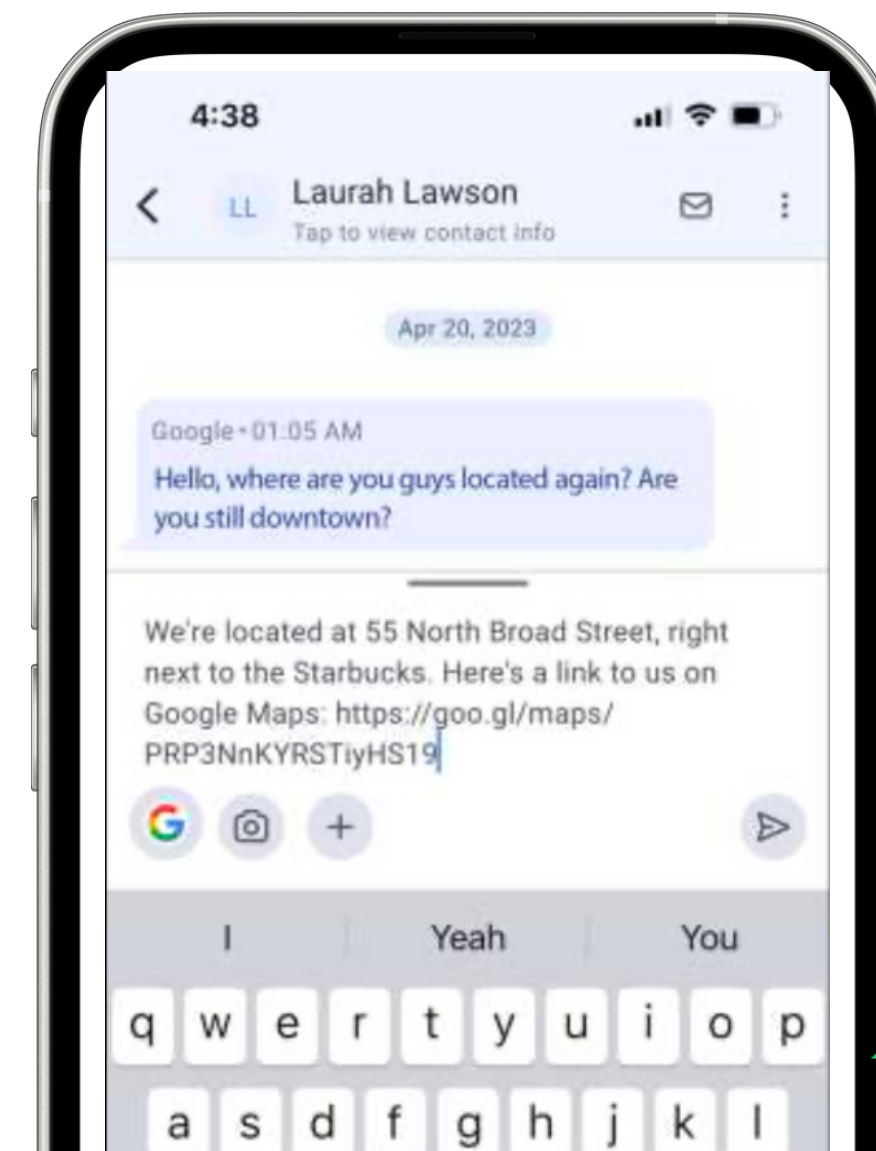 4:38
LL
Laurah Lawson
Tap to view contact info
Apr 20, 2023
Google • 01:05 AM
Hello, where are you guys located again? Are
you still downtown?
We're located at 55 North Broad Street, right
next to the Starbucks. Here's a link to us on
Google Maps: https://goo.gl/maps/
PRP3NnKYRSTiyHS19
G
I Yeah You
q w e r t y u i o p
a s d f g h j k l